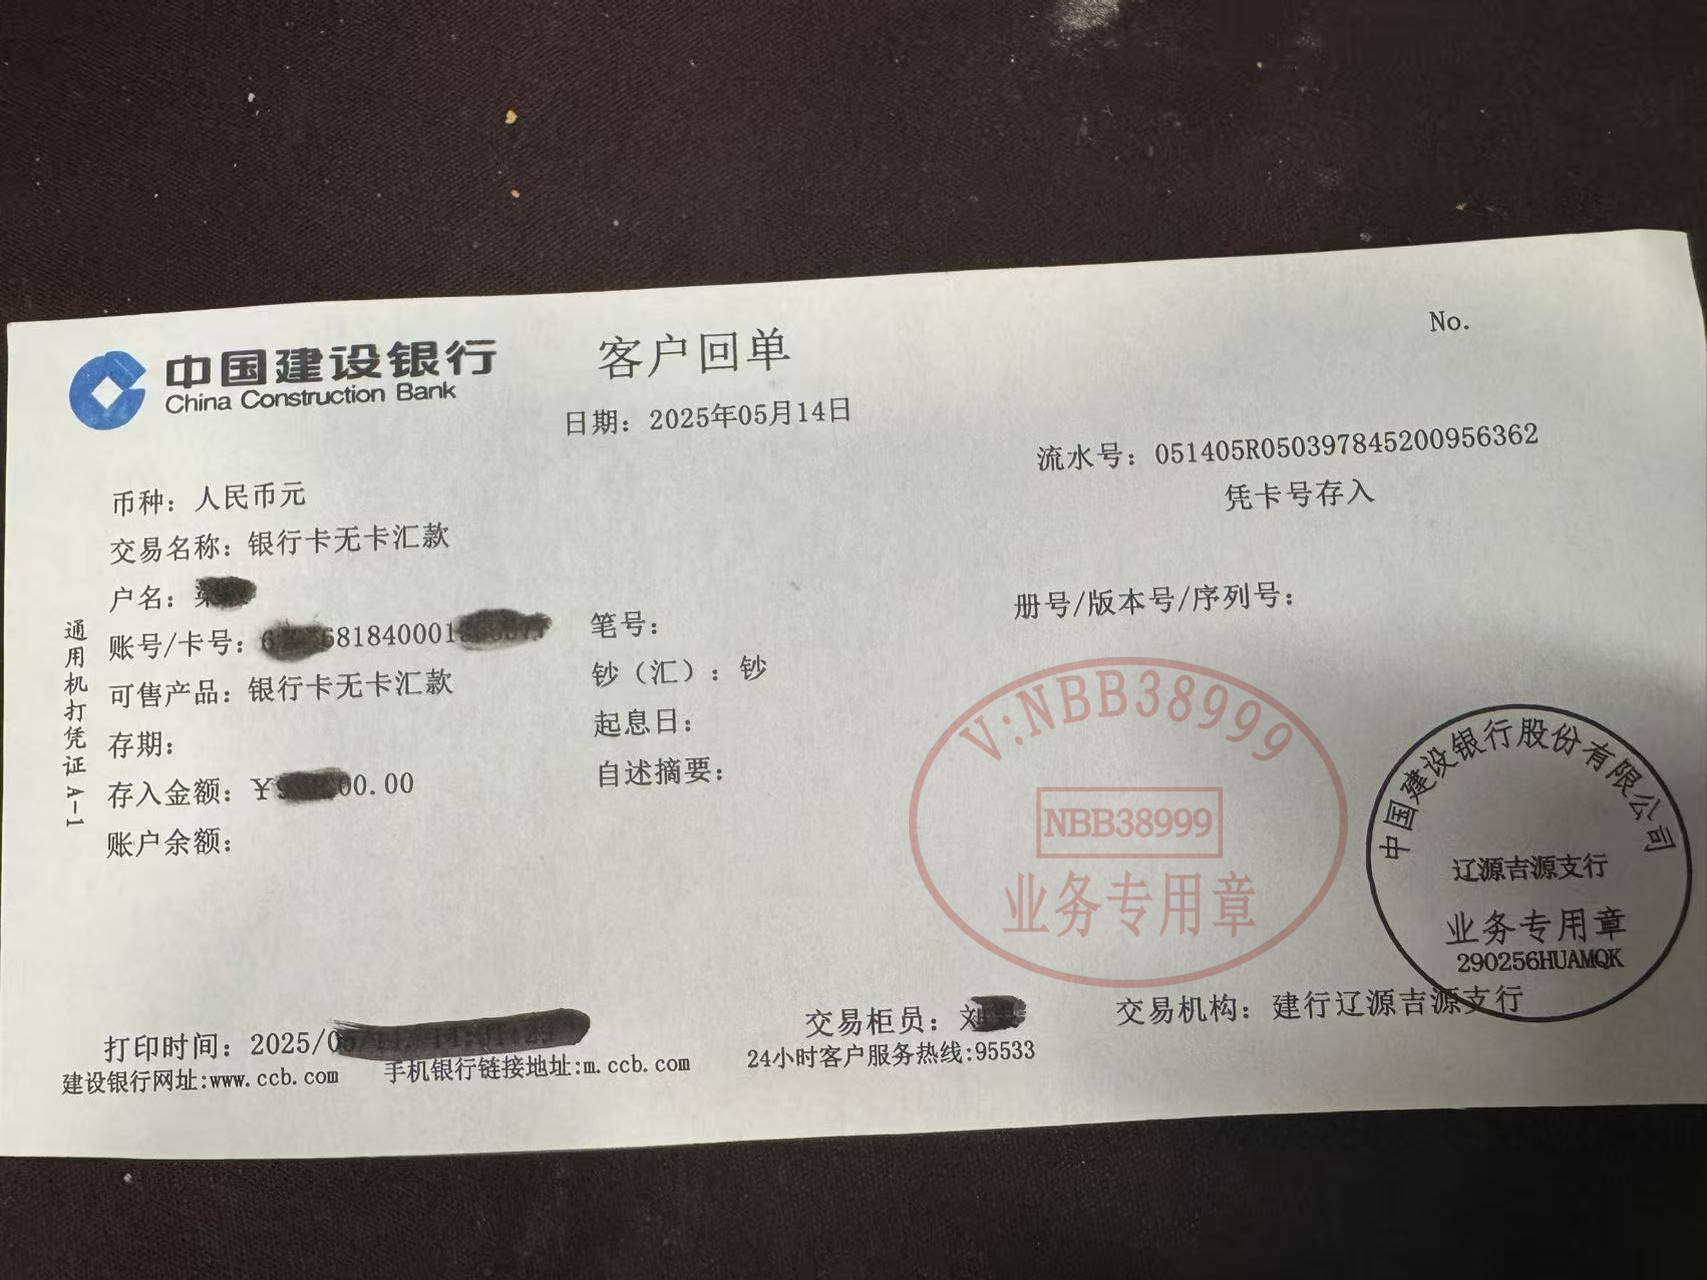 中国建设银行
China Construction Bank
客户回单
No.
日期：2025年05月14日
流水号：051405R050397845200956362
凭卡号存入
币种：人民币元
交易名称：银行卡无卡汇款
户名：
册号/版本号/序列号：
账号/卡号：6 681840001
笔号：
可售产品：银行卡无卡汇款
钞（汇）：钞
存期：
起息日：
存入金额：¥ 00.00
自述摘要：
账户余额：
通用机打凭证 A-1
V:NBB38999
NBB38999
业务专用章
中国建设银行股份有限公司
辽源吉源支行
业务专用章
290256HUAMQK
打印时间：2025/0
交易柜员：刘
交易机构：建行辽源吉源支行
建设银行网址:www.ccb.com
手机银行链接地址:m.ccb.com
24小时客户服务热线:95533